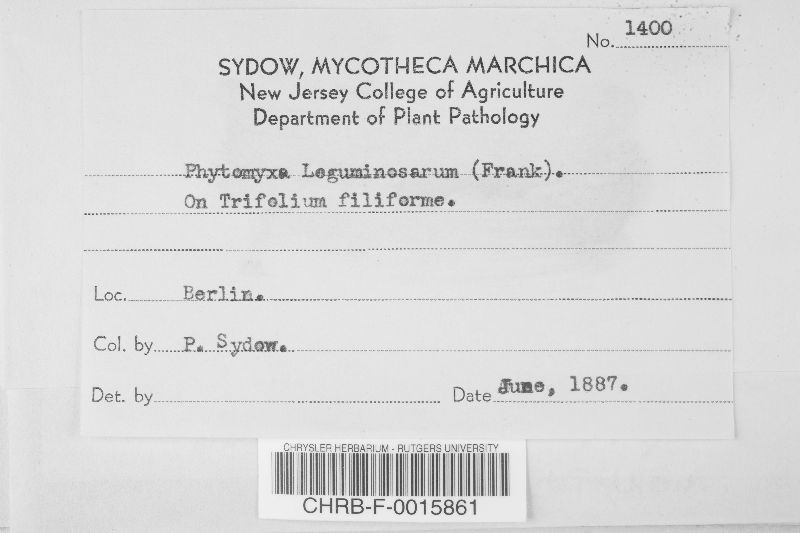 No. 1400
SYDOW, MYCOTHECA MARCHICA
New Jersey College of Agriculture
Department of Plant Pathology
Phytomyxa Leguminosarum (Frank).
On Trifolium filiforme.
Loc. Berlin.
Col. by P. Sydow.
Det. by
Date June, 1887.
CHRYSLER HERBARIUM - RUTGERS UNIVERSITY
CHRB-F-0015861